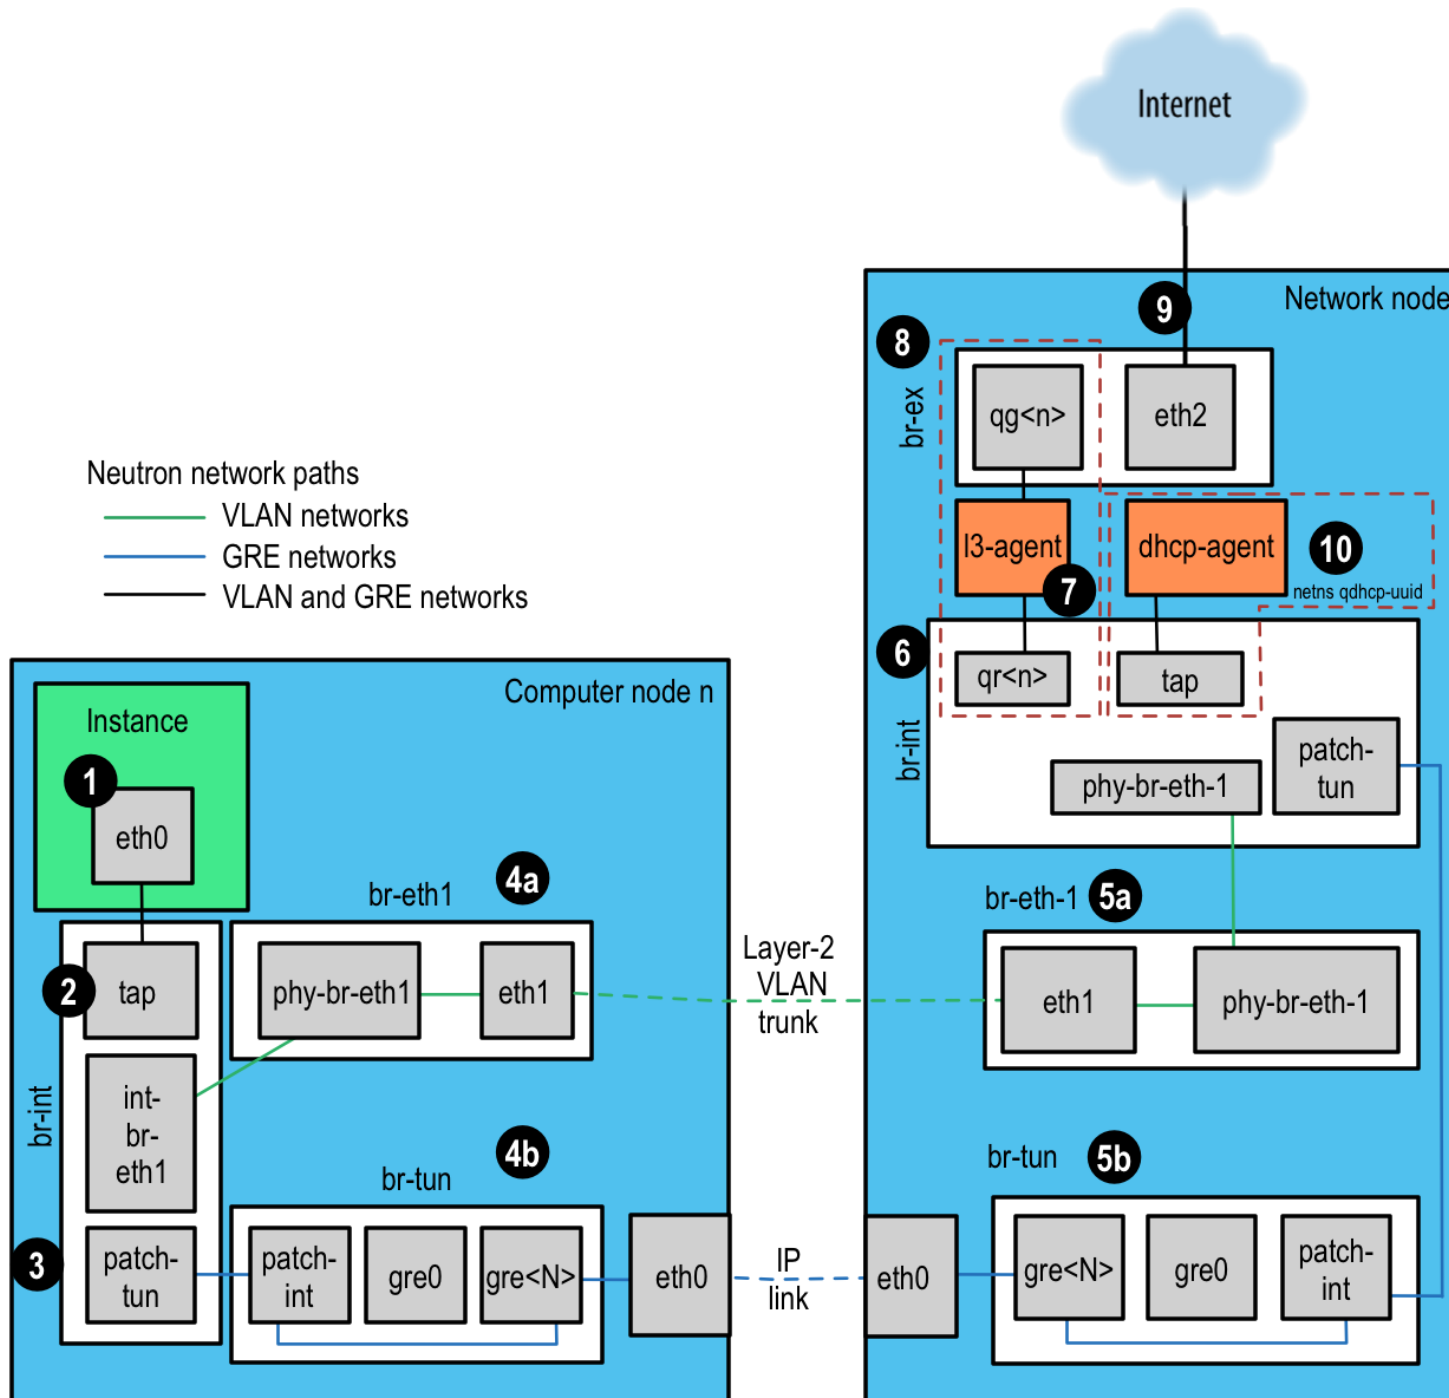 Internet
Network node
9
8
br-ex
qg<n>
eth2
Neutron network paths
VLAN networks
GRE networks
VLAN and GRE networks
l3-agent
7
dhcp-agent
10
netns qdhcp-uuid
6
br-int
qr<n>
tap
patch-
tun
phy-br-eth-1
Computer node n
Instance
1
eth0
br-eth1
4a
2
tap
phy-br-eth1
eth1
Layer-2
VLAN
trunk
br-eth-1
5a
eth1
phy-br-eth-1
br-int
int-
br-
eth1
br-tun
4b
3
patch-
tun
patch-
int
gre0
gre<N>
eth0
IP
link
br-tun
5b
eth0
gre<N>
gre0
patch-
int